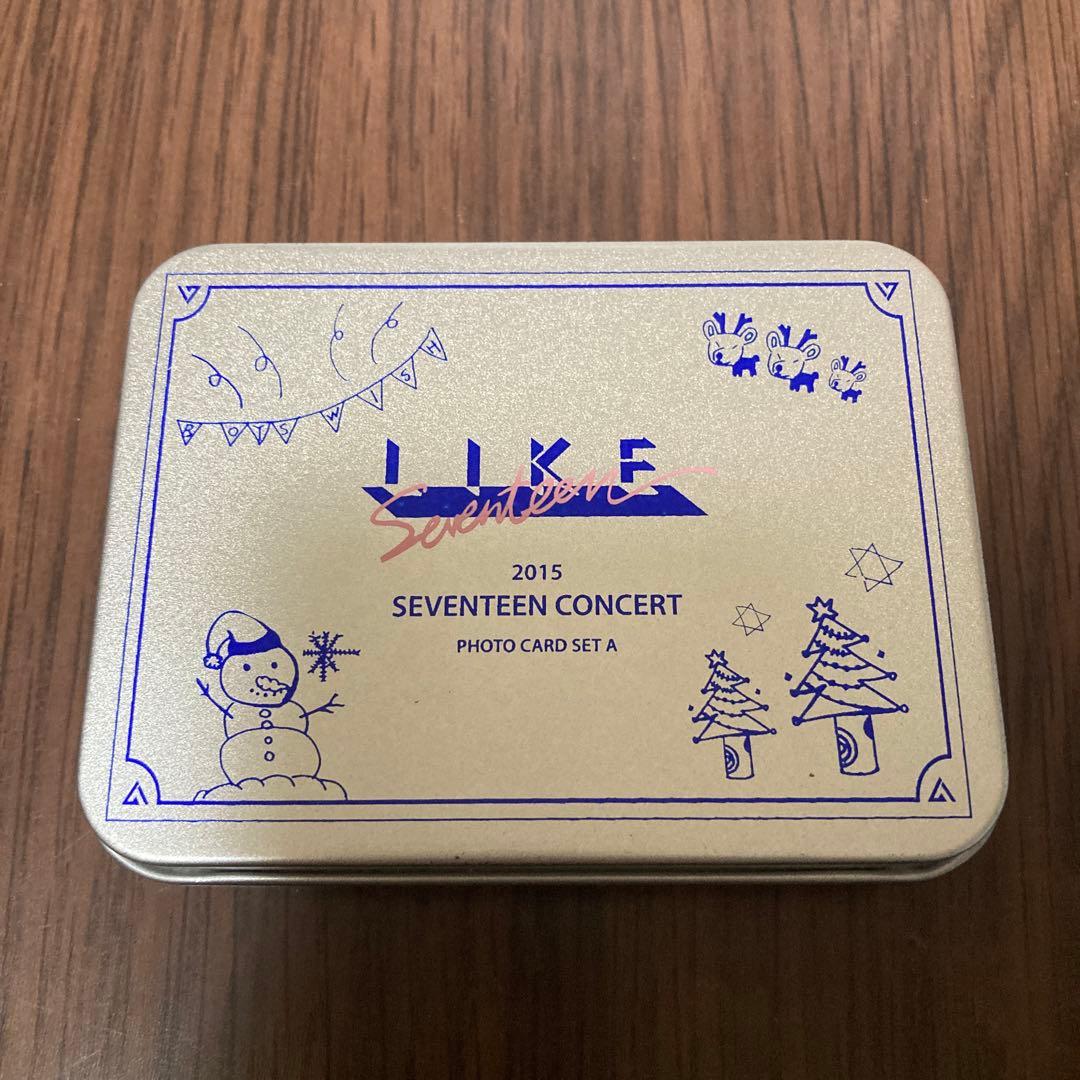 BOYS WISH
LIKE
Seventeen
2015
SEVENTEEN CONCERT
PHOTO CARD SET A